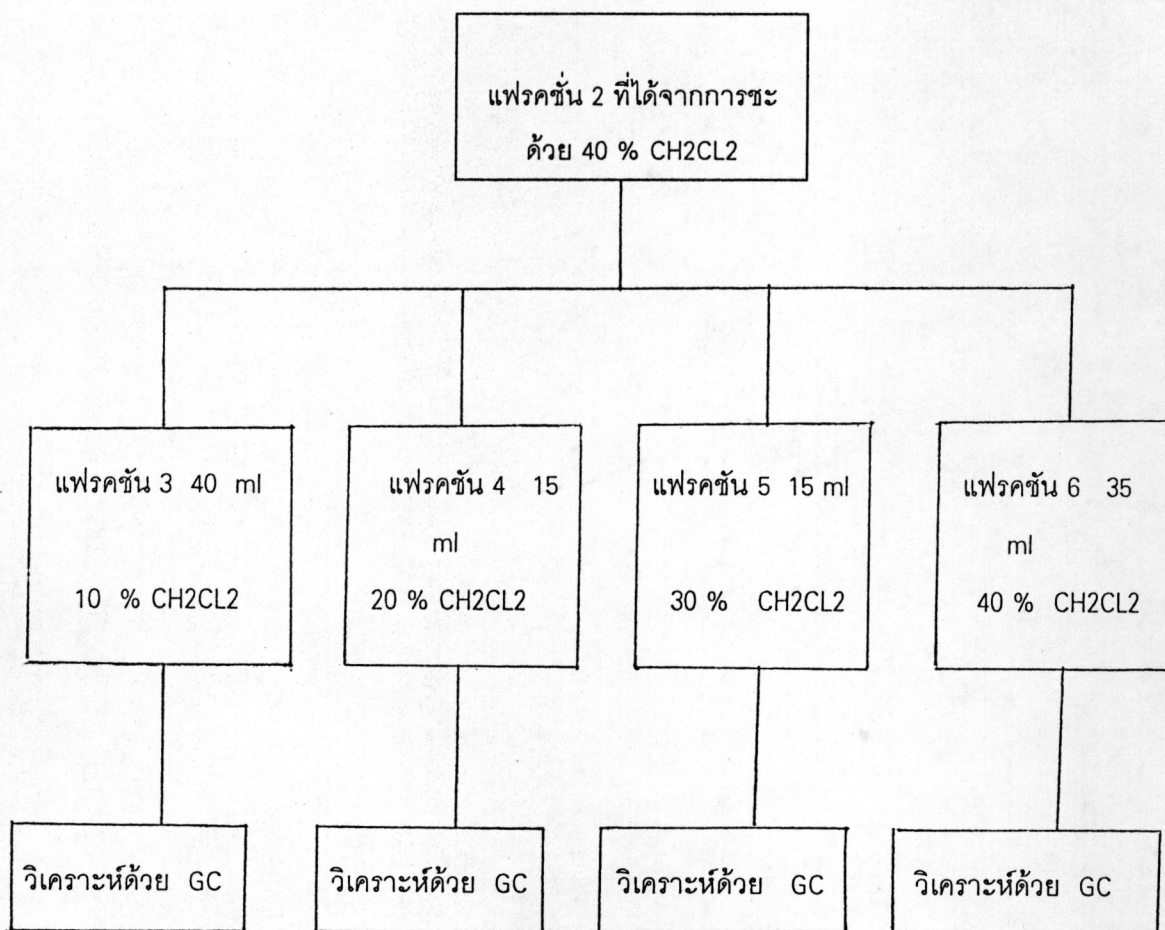 แฟรคชั่น 2 ที่ได้จากการชะ
ด้วย 40 % CH2CL2
แฟรคชัน 3 40 ml
10 % CH2CL2
แฟรคชัน 4 15
ml
20 % CH2CL2
แฟรคชัน 5 15 ml
30 % CH2CL2
แฟรคชัน 6 35
ml
40 % CH2CL2
วิเคราะห์ด้วย GC
วิเคราะห์ด้วย GC
วิเคราะห์ด้วย GC
วิเคราะห์ด้วย GC